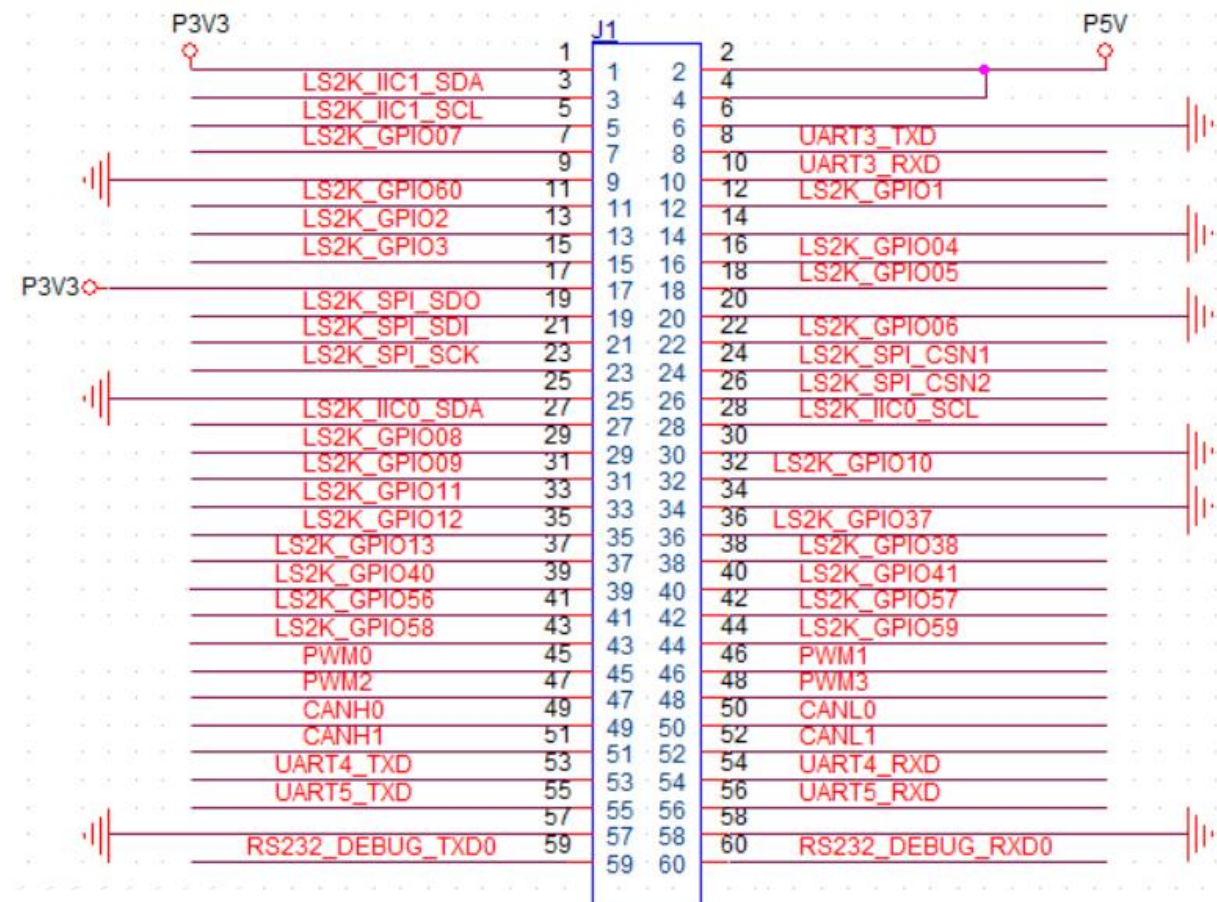 P3V3 J1 P5V
1 2
1 2
LS2K_IIC1_SDA 3 4
3 4
LS2K_IIC1_SCL 5 6
5 6
LS2K_GPIO07 7 8 UART3_TXD
7 8
9 10 UART3_RXD
9 10
LS2K_GPIO60 11 12 LS2K_GPIO1
11 12
LS2K_GPIO2 13 14
13 14
LS2K_GPIO3 15 16 LS2K_GPIO04
15 16
17 18 LS2K_GPIO05
P3V3 17 18
LS2K_SPI_SDO 19 20
19 20
LS2K_SPI_SDI 21 22 LS2K_GPIO06
21 22
LS2K_SPI_SCK 23 24 LS2K_SPI_CSN1
23 24
25 26 LS2K_SPI_CSN2
25 26
LS2K_IIC0_SDA 27 28 LS2K_IIC0_SCL
27 28
LS2K_GPIO08 29 30
29 30
LS2K_GPIO09 31 32 LS2K_GPIO10
31 32
LS2K_GPIO11 33 34
33 34
LS2K_GPIO12 35 36 LS2K_GPIO37
35 36
LS2K_GPIO13 37 38 LS2K_GPIO38
37 38
LS2K_GPIO40 39 40 LS2K_GPIO41
39 40
LS2K_GPIO56 41 42 LS2K_GPIO57
41 42
LS2K_GPIO58 43 44 LS2K_GPIO59
43 44
PWM0 45 46 PWM1
45 46
PWM2 47 48 PWM3
47 48
CANH0 49 50 CANL0
49 50
CANH1 51 52 CANL1
51 52
UART4_TXD 53 54 UART4_RXD
53 54
UART5_TXD 55 56 UART5_RXD
55 56
57 58
57 58
RS232_DEBUG_TXD0 59 60 RS232_DEBUG_RXD0
59 60